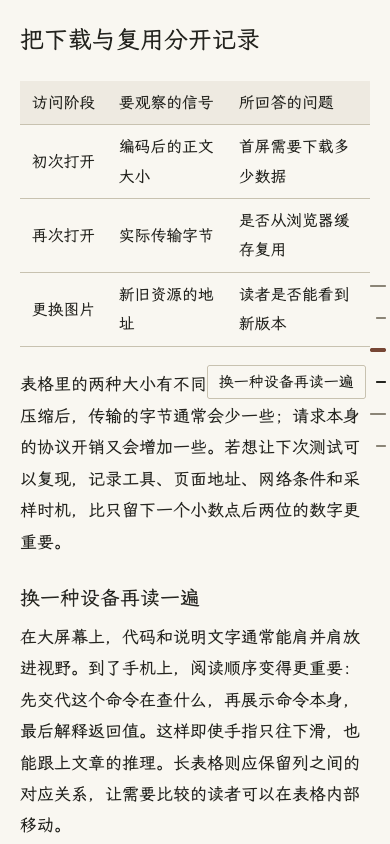 把下载与复用分开记录
访问阶段 要观察的信号 所回答的问题
初次打开 编码后的正文大小 首屏需要下载多少数据
再次打开 实际传输字节 是否从浏览器缓存复用
更换图片 新旧资源的地址 读者是否能看到新版本
表格里的两种大小有不同
换一种设备再读一遍
压缩后，传输的字节通常会少一些；请求本身
的协议开销又会增加一些。若想让下次测试可
以复现，记录工具、页面地址、网络条件和采
样时机，比只留下一个小数点后两位的数字更
重要。
换一种设备再读一遍
在大屏幕上，代码和说明文字通常能肩并肩放
进视野。到了手机上，阅读顺序变得更重要：
先交代这个命令在查什么，再展示命令本身，
最后解释返回值。这样即使手指只往下滑，也
能跟上文章的推理。长表格则应保留列之间的
对应关系，让需要比较的读者可以在表格内部
移动。